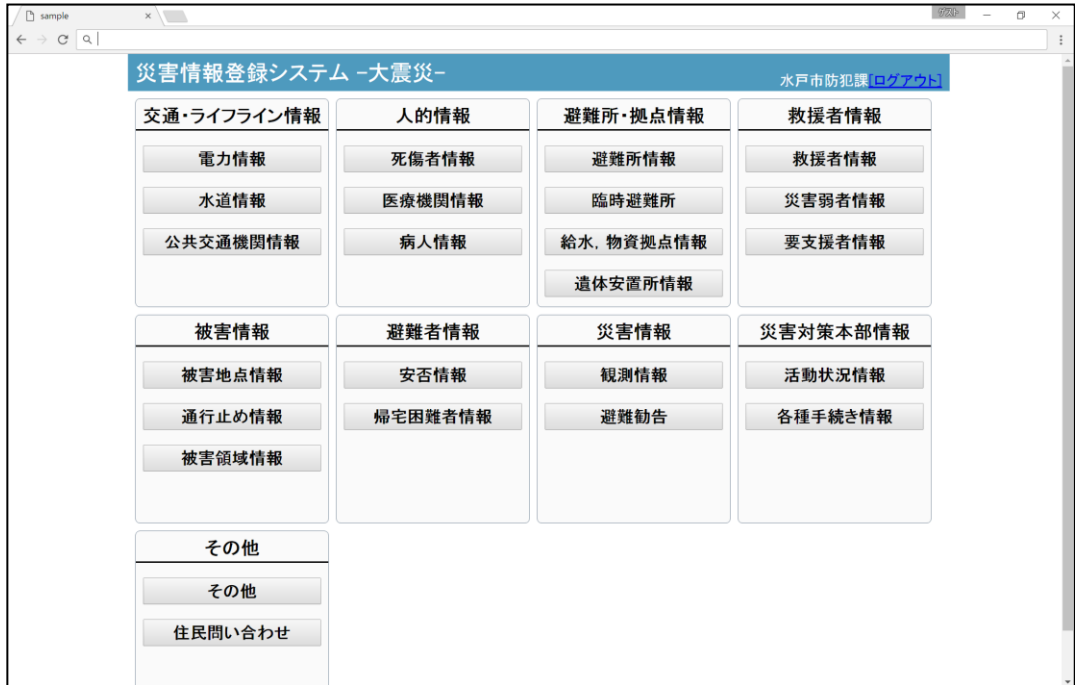 sample
ゲスト
災害情報登録システム −大震災−
水戸市防犯課[ログアウト]
交通・ライフライン情報
電力情報
水道情報
公共交通機関情報
人的情報
死傷者情報
医療機関情報
病人情報
避難所・拠点情報
避難所情報
臨時避難所
給水, 物資拠点情報
遺体安置所情報
救援者情報
救援者情報
災害弱者情報
要支援者情報
被害情報
被害地点情報
通行止め情報
被害領域情報
避難者情報
安否情報
帰宅困難者情報
災害情報
観測情報
避難勧告
災害対策本部情報
活動状況情報
各種手続き情報
その他
その他
住民問い合わせ